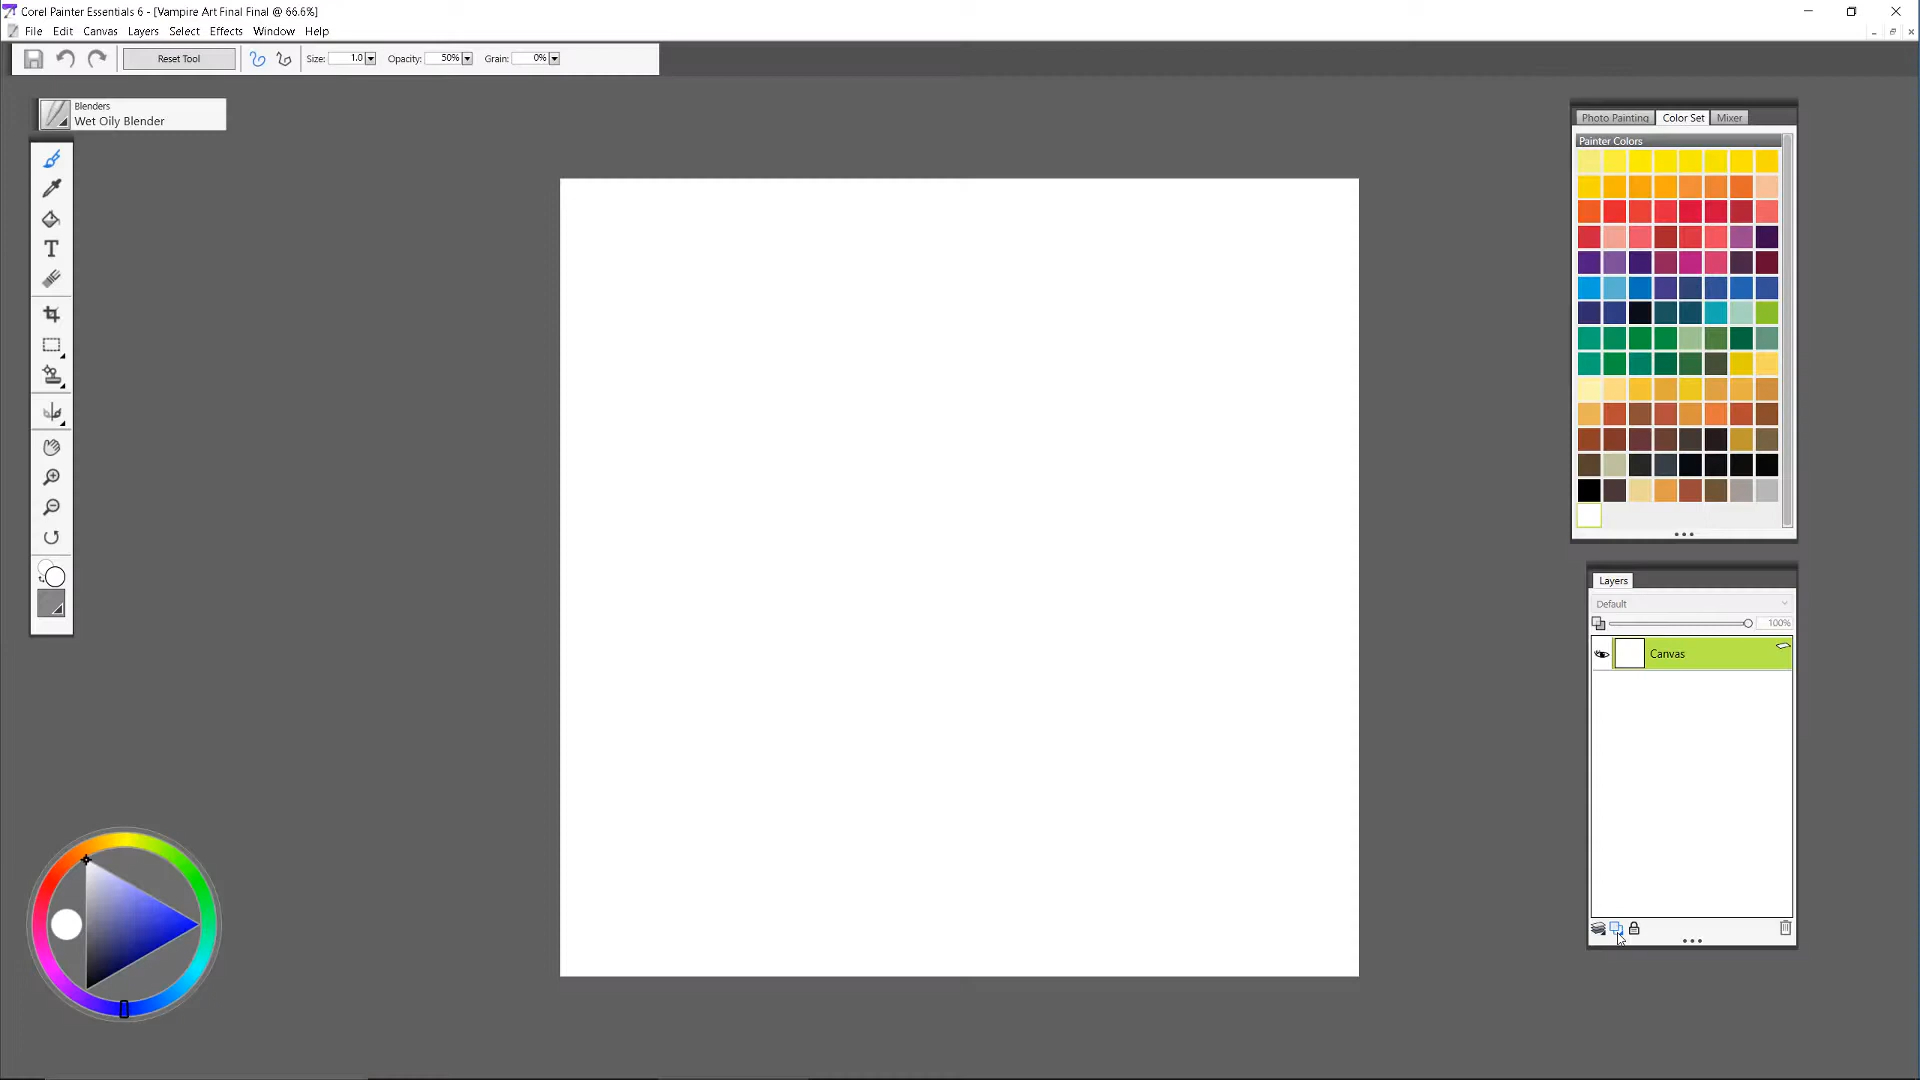 Corel Painter Essentials 6 - [Vampire Art Final Final @ 66.6%]
File Edit Canvas Layers Select Effects Window Help
Reset Tool Size: 1.0 Opacity: 50% Grain: 0%
Blenders
Wet Oily Blender
T
Photo Painting Color Set Mixer
Painter Colors
Layers
Default
100%
Canvas